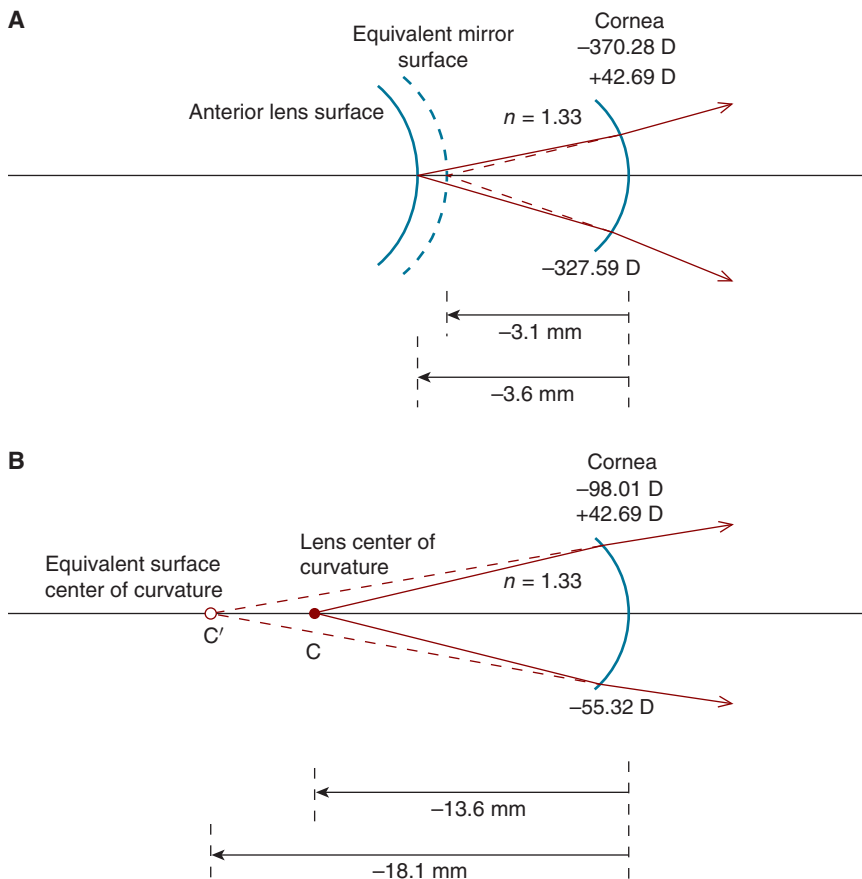 A
Equivalent mirror
surface
Anterior lens surface
Cornea
–370.28 D
+42.69 D
n = 1.33
–327.59 D
–3.1 mm
–3.6 mm
B
Cornea
–98.01 D
+42.69 D
Equivalent surface
center of curvature
Lens center of
curvature
n = 1.33
C′
C
–55.32 D
–13.6 mm
–18.1 mm